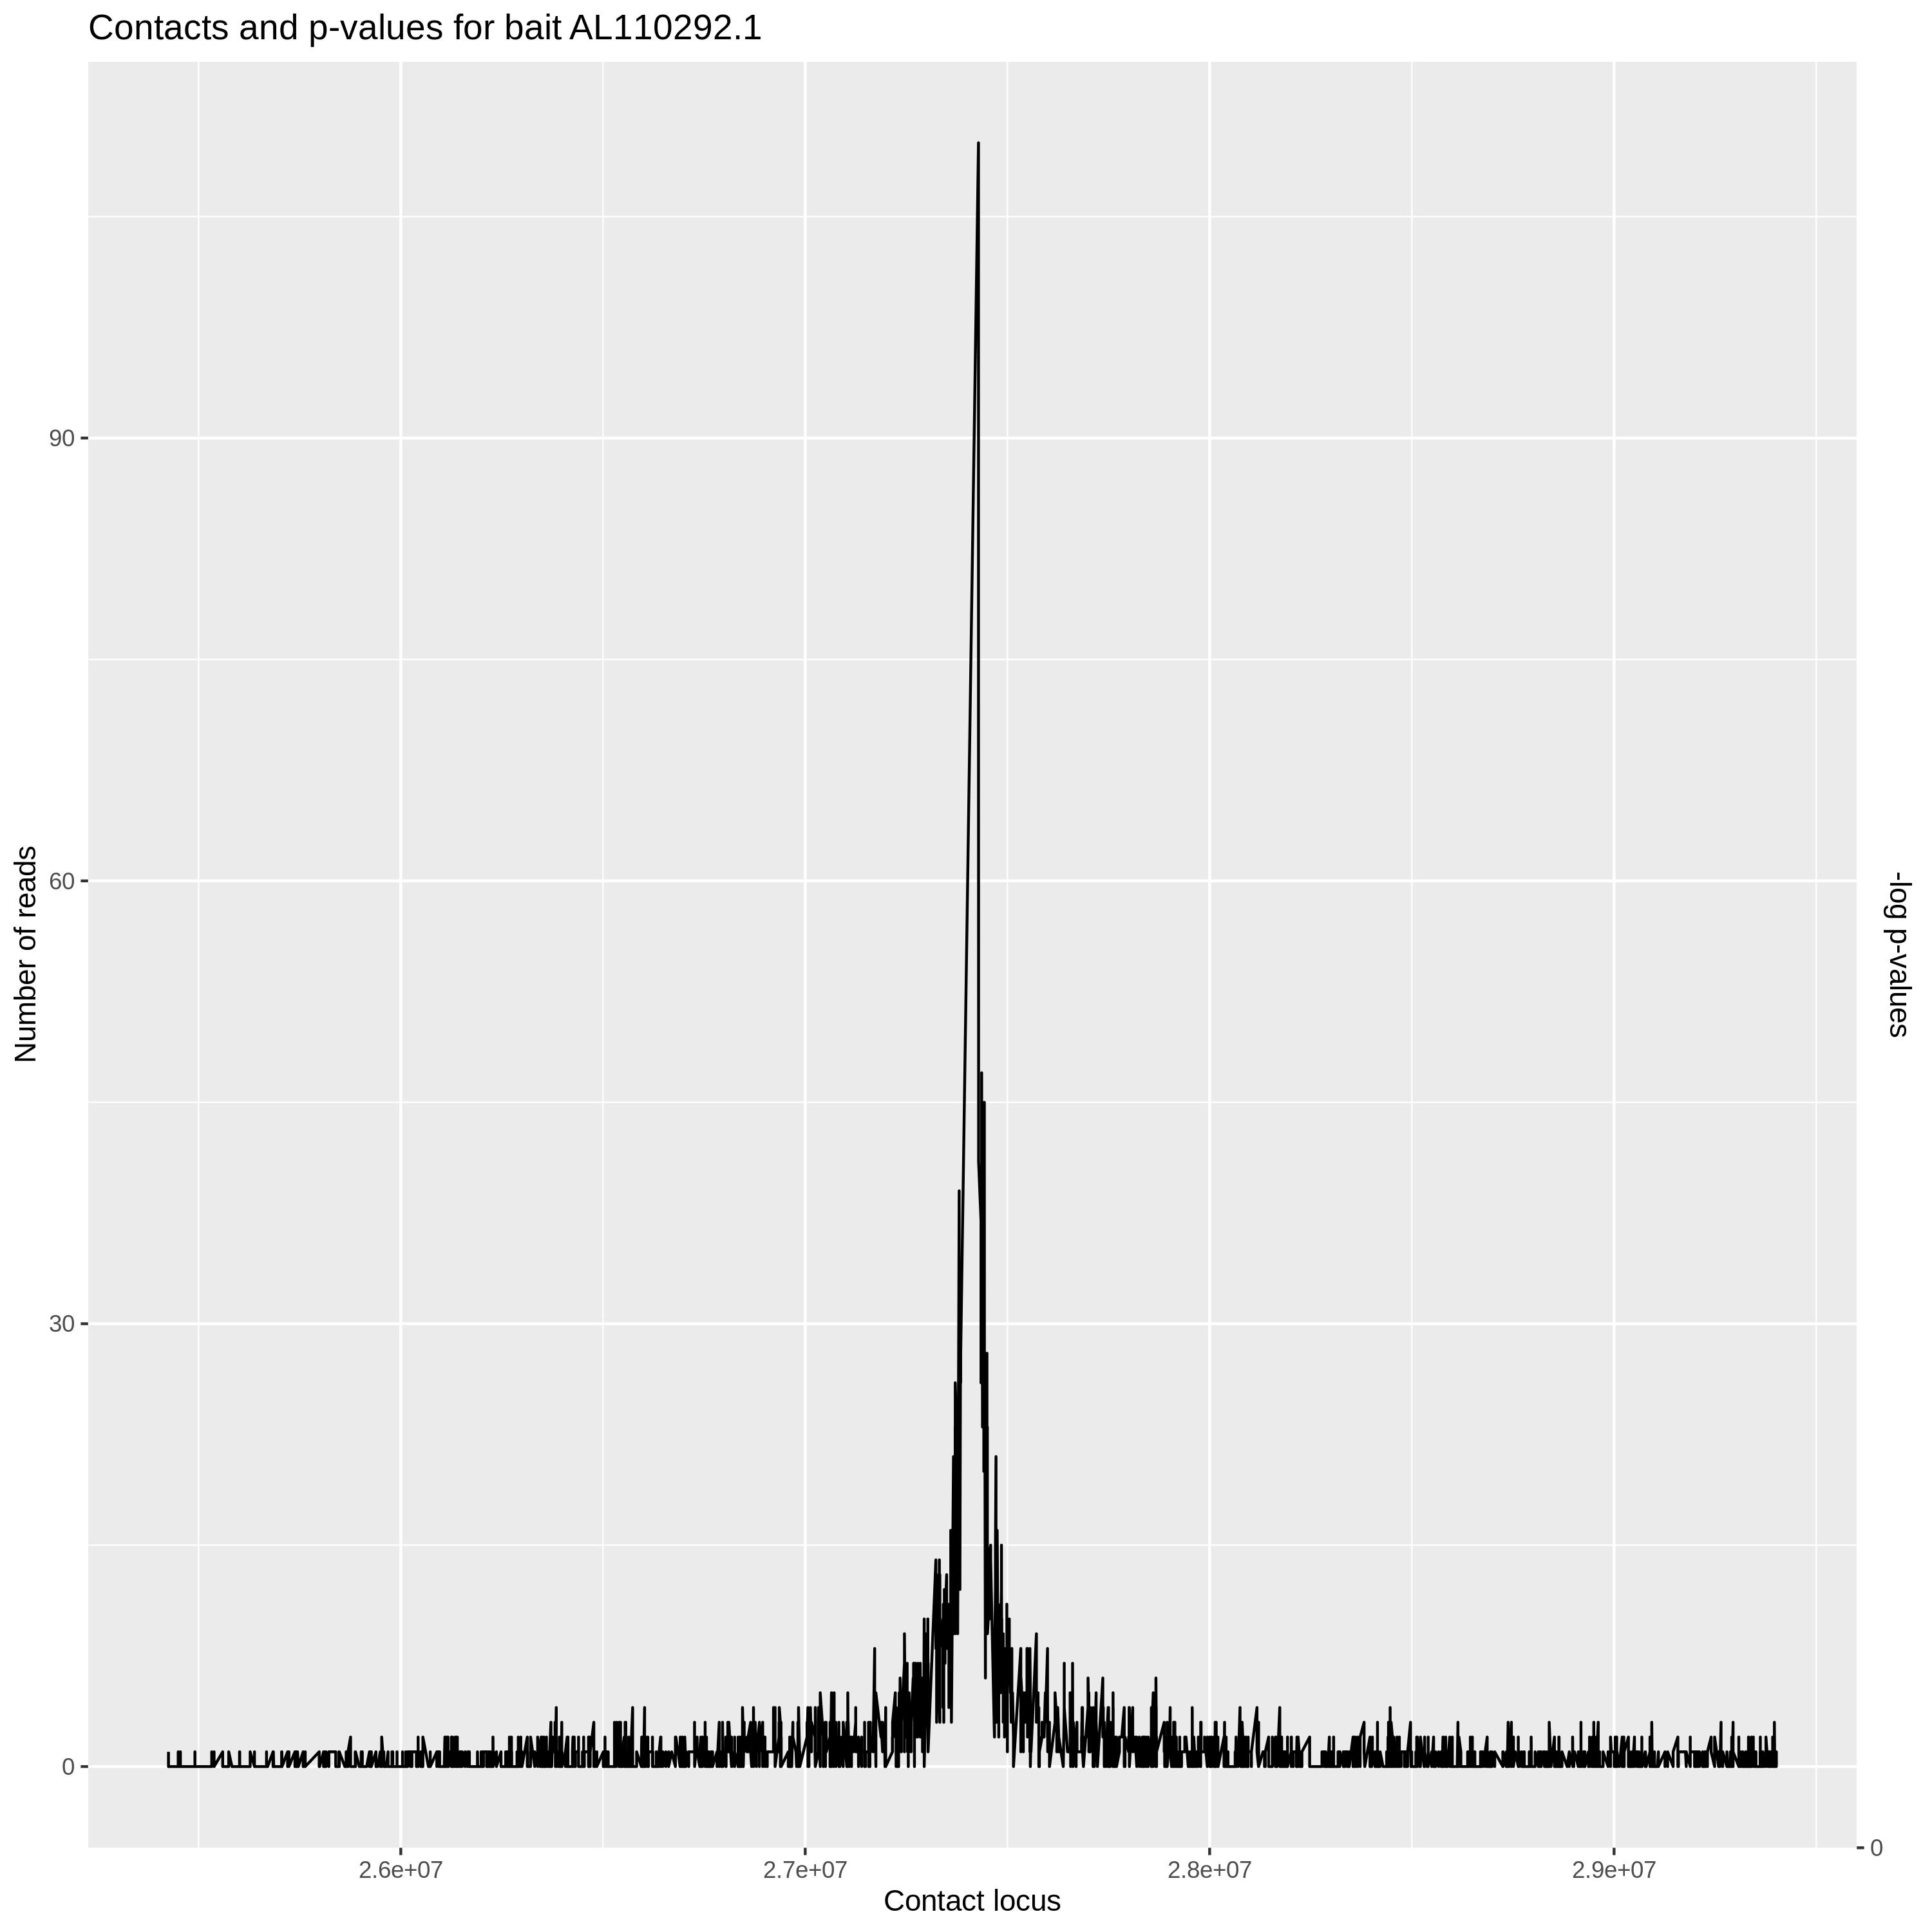 Contacts and p-values for bait AL110292.1
90
60
30
0
Number of reads
-log p-values
0
2.6e+07
2.7e+07
2.8e+07
2.9e+07
Contact locus